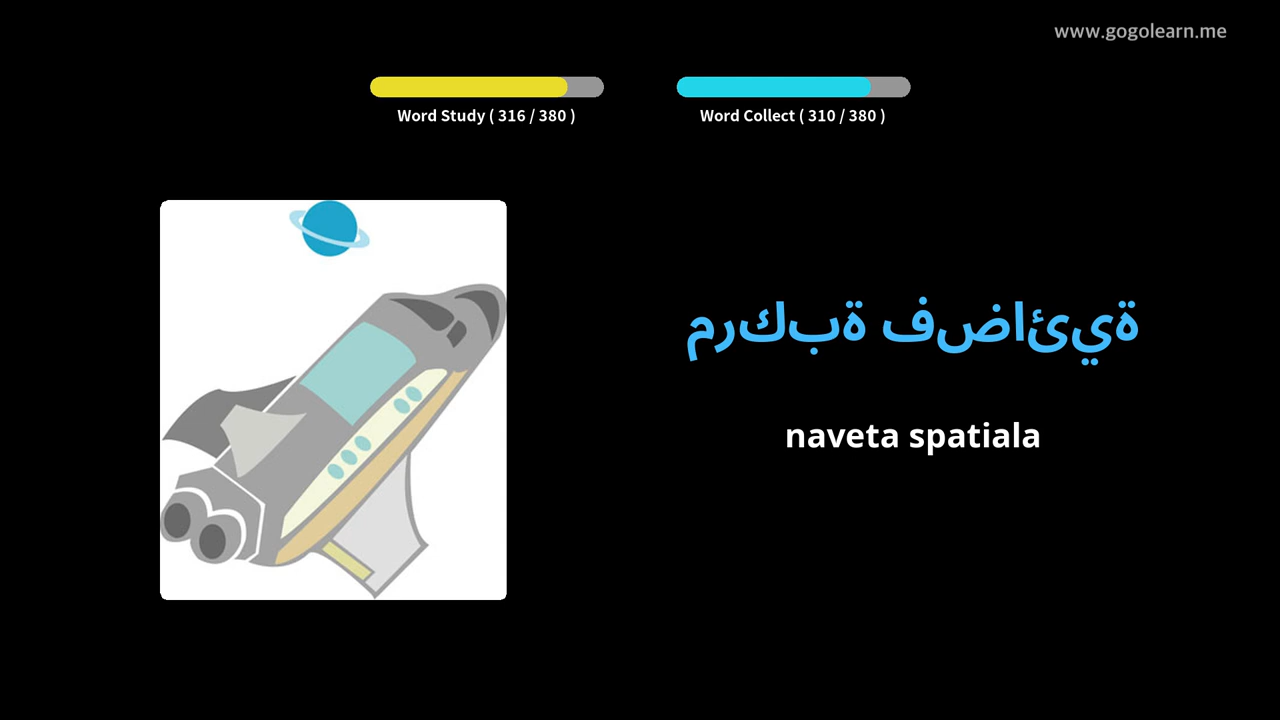 www.gogolearn.me
Word Study ( 316 / 380 )
Word Collect ( 310 / 380 )
مركبة فضائية
naveta spatiala